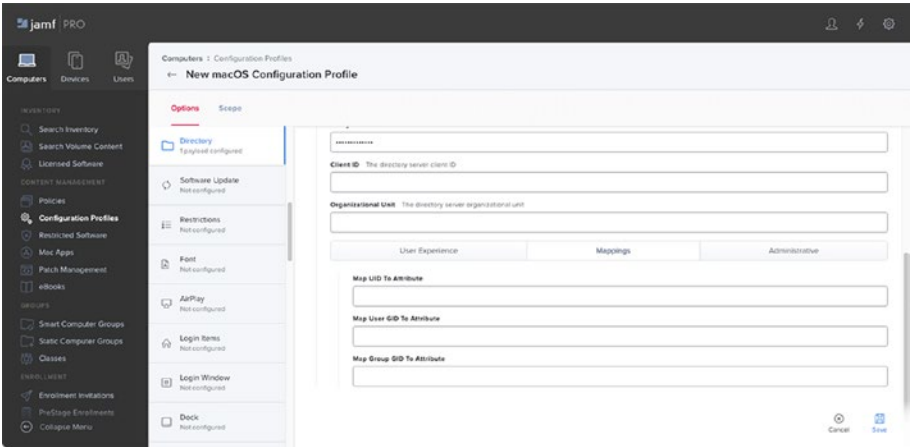 jamf PRO
Computers
Devices
Users
INVENTORY
Search Inventory
Search Volume Content
Licensed Software
CONTENT MANAGEMENT
Policies
Configuration Profiles
Restricted Software
Mac Apps
Patch Management
eBooks
GROUPS
Smart Computer Groups
Static Computer Groups
Classes
ENROLLMENT
Enrollment Invitations
PreStage Enrollments
Collapse Menu
Computers : Configuration Profiles
← New macOS Configuration Profile
Options
Scope
Directory
1 payload configured
Software Update
Not configured
Restrictions
Not configured
Font
Not configured
AirPlay
Not configured
Login Items
Not configured
Login Window
Not configured
Dock
Not configured
Client ID The directory server client ID
Organizational Unit The directory server organizational unit
User Experience
Mappings
Administrative
Map UID To Attribute
Map User GID To Attribute
Map Group GID To Attribute
Cancel
Save